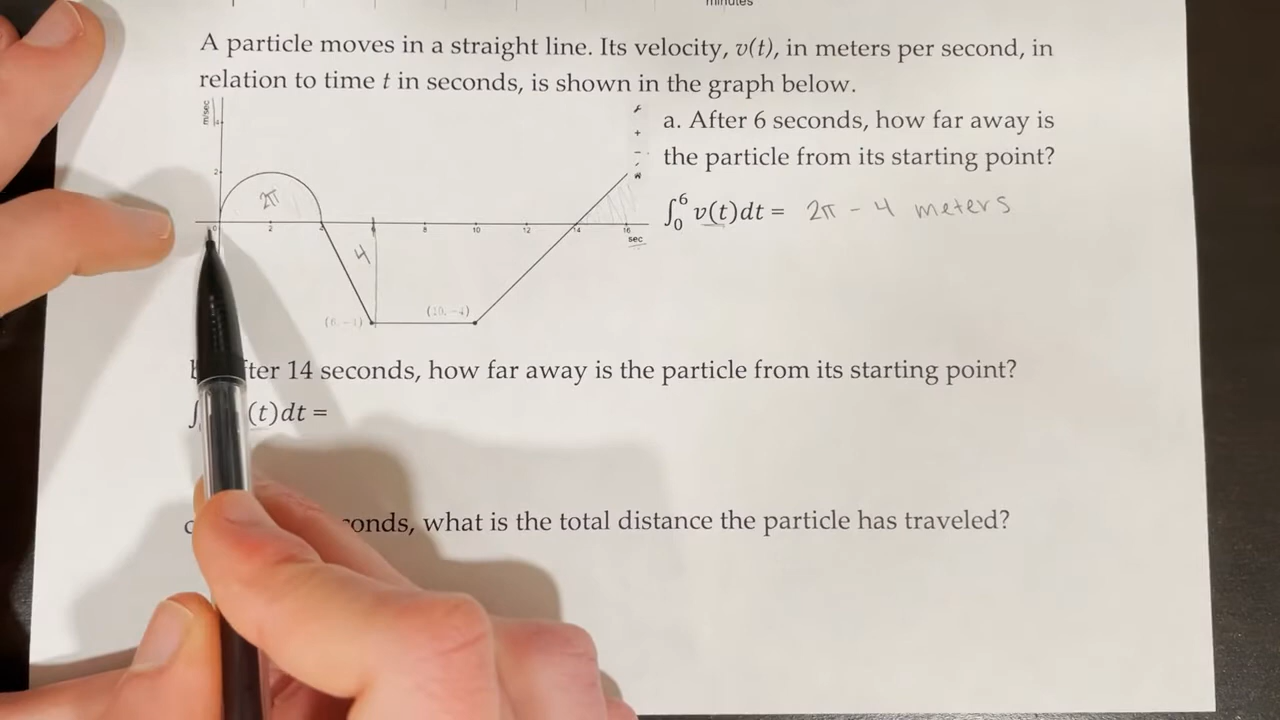 minutes
A particle moves in a straight line. Its velocity, v(t), in meters per second, in
relation to time t in seconds, is shown in the graph below.
m/sec
4
2
2π
0 2 6 8 10 12 14 16
sec
4
(6, -4)
(10, -4)
a. After 6 seconds, how far away is
the particle from its starting point?
∫₀⁶ v(t)dt = 2π - 4 meters
14 seconds, how far away is the particle from its starting point?
(t)dt =
what is the total distance the particle has traveled?